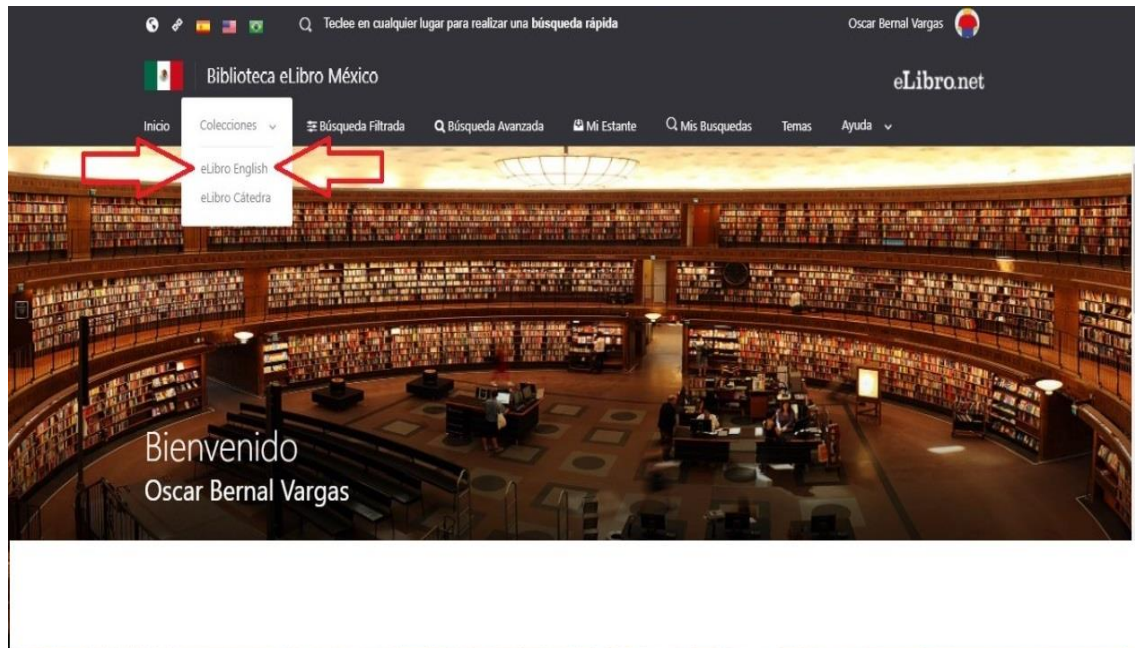 Teclee en cualquier lugar para realizar una búsqueda rápida
Oscar Bernal Vargas
Biblioteca eLibro México
eLibro.net
Inicio Colecciones Búsqueda Filtrada Búsqueda Avanzada Mi Estante Mis Busquedas Temas Ayuda
eLibro English
eLibro Cátedra
Bienvenido
Oscar Bernal Vargas